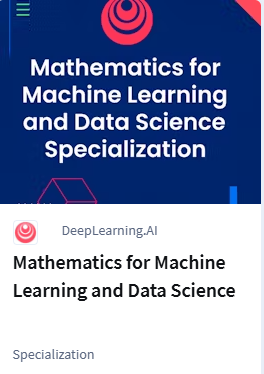 Mathematics for
Machine Learning
and Data Science
Specialization
DeepLearning.AI
Mathematics for Machine
Learning and Data Science
Specialization